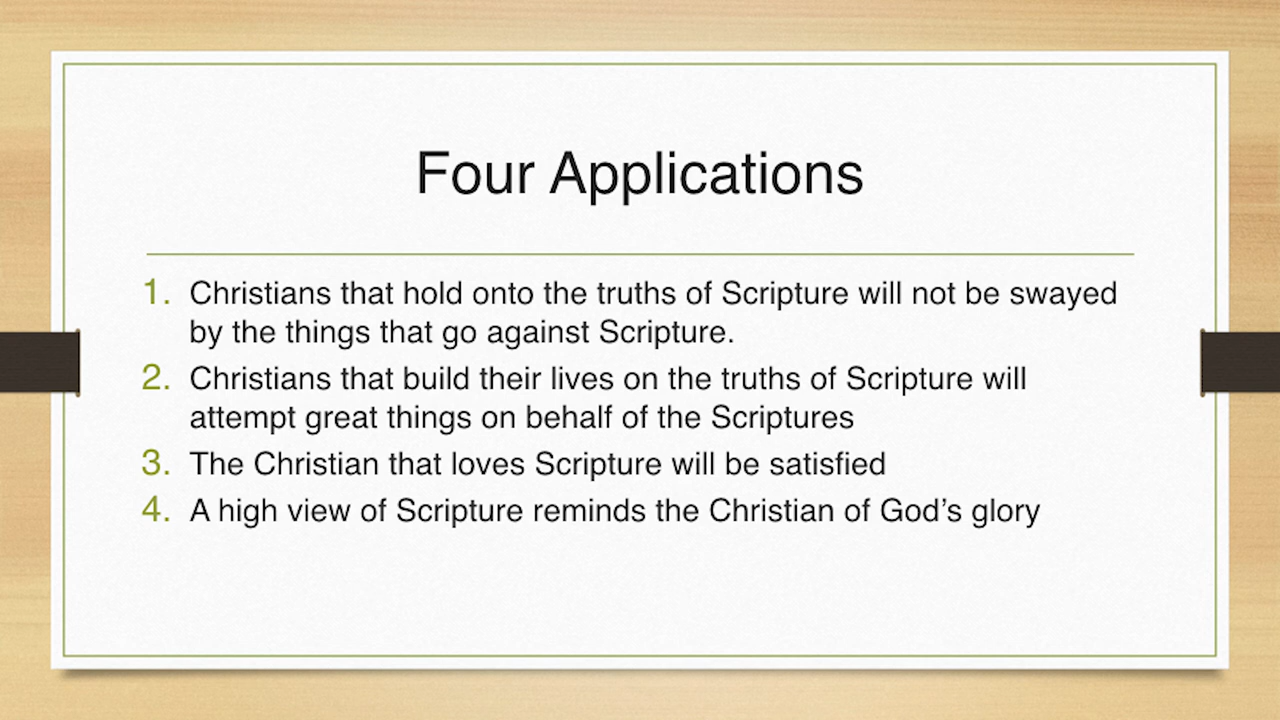 Four Applications
1. Christians that hold onto the truths of Scripture will not be swayed
by the things that go against Scripture.
2. Christians that build their lives on the truths of Scripture will
attempt great things on behalf of the Scriptures
3. The Christian that loves Scripture will be satisfied
4. A high view of Scripture reminds the Christian of God’s glory